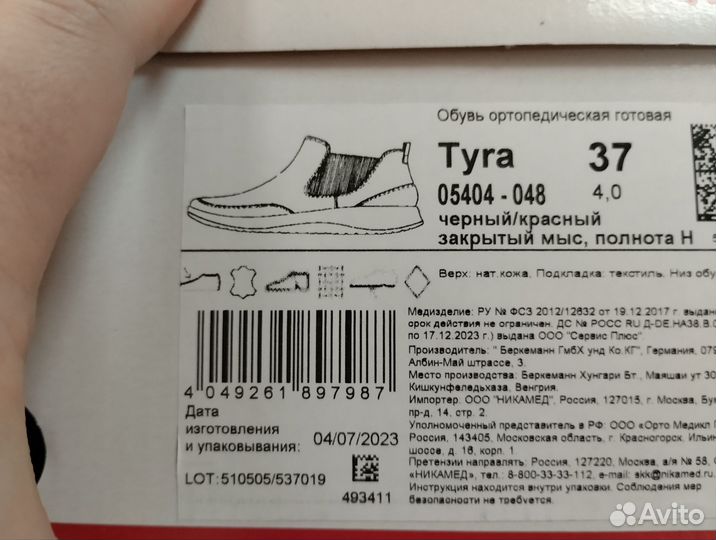 Обувь ортопедическая готовая
Tyra 37
05404 - 048 4,0
черный/красный
закрытый мыс, полнота H
Верх: нат.кожа. Подкладка: текстиль. Низ обу
Медизделие: РУ № ФСЗ 2012/12632 от 19.12.2017 г. выдано
срок действия не ограничен. ДС № РОСС RU Д-DE.НА38.В.0
по 17.12.2023 г.) выдана ООО "Сервис Плюс".
Производитель: " Беркеманн ГмбХ унд Ко.КГ", Германия, 079
Албин-Май штрассе, 3.
Место производства: Беркеманн Хунгари Бт., Маяшаи ут 30
Кишкунфеледьхаза, Венгрия.
Импортер: ООО "НИКАМЕД", Россия, 127015, г. Москва, Бум
пр-д. 14, стр. 2.
Уполномоченный представитель в РФ: ООО «Орто Медикл Г
Россия, 143405, Московская область, г. Красногорск, Ильин
шоссе, д. 16, корп. 1
Претензии направлять: Россия, 127220, Москва, а/я № 58,
«НИКАМЕД», тел.: 8-800-33-33-112, e-mail: skk@nikamed.ru
Инструкция находится внутри упаковки. Соблюдения мер
безопасности не требуется.
4 049261 897987
Дата
изготовления
и упаковывания: 04/07/2023
LOT: 510505/537019
493411
Avito